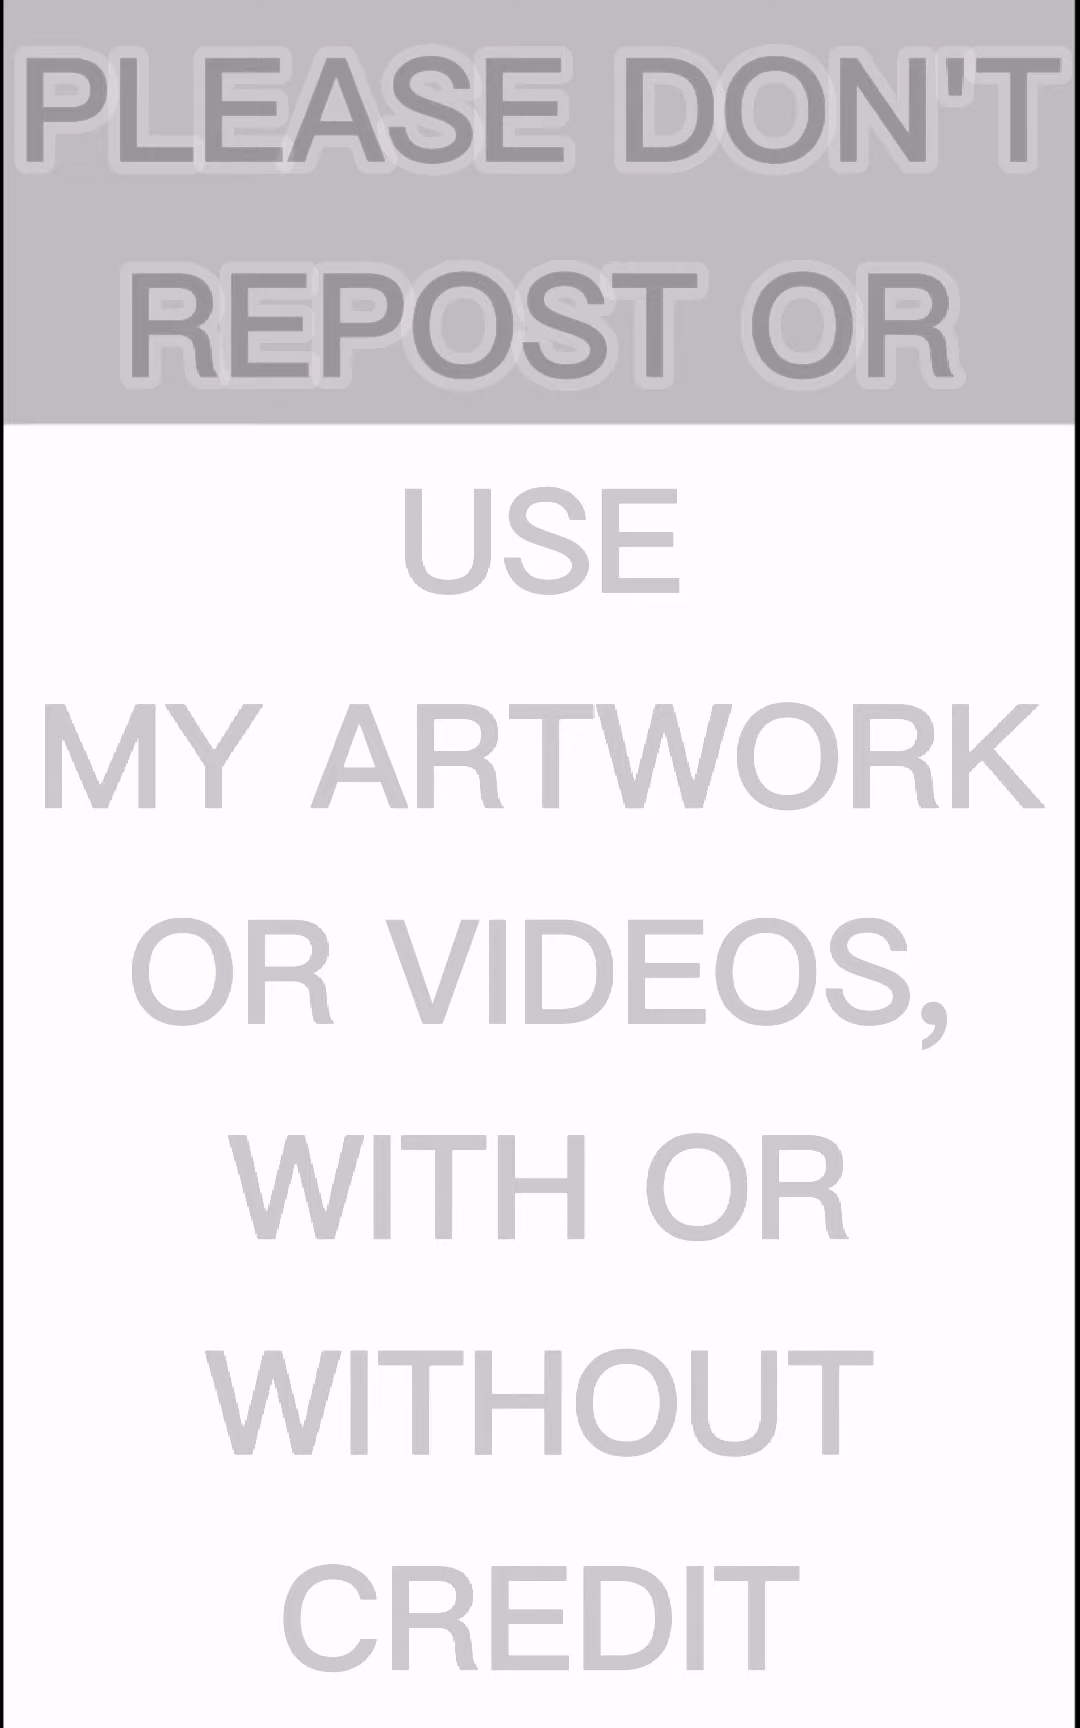 PLEASE DON'T
REPOST OR
USE
MY ARTWORK
OR VIDEOS,
WITH OR
WITHOUT
CREDIT